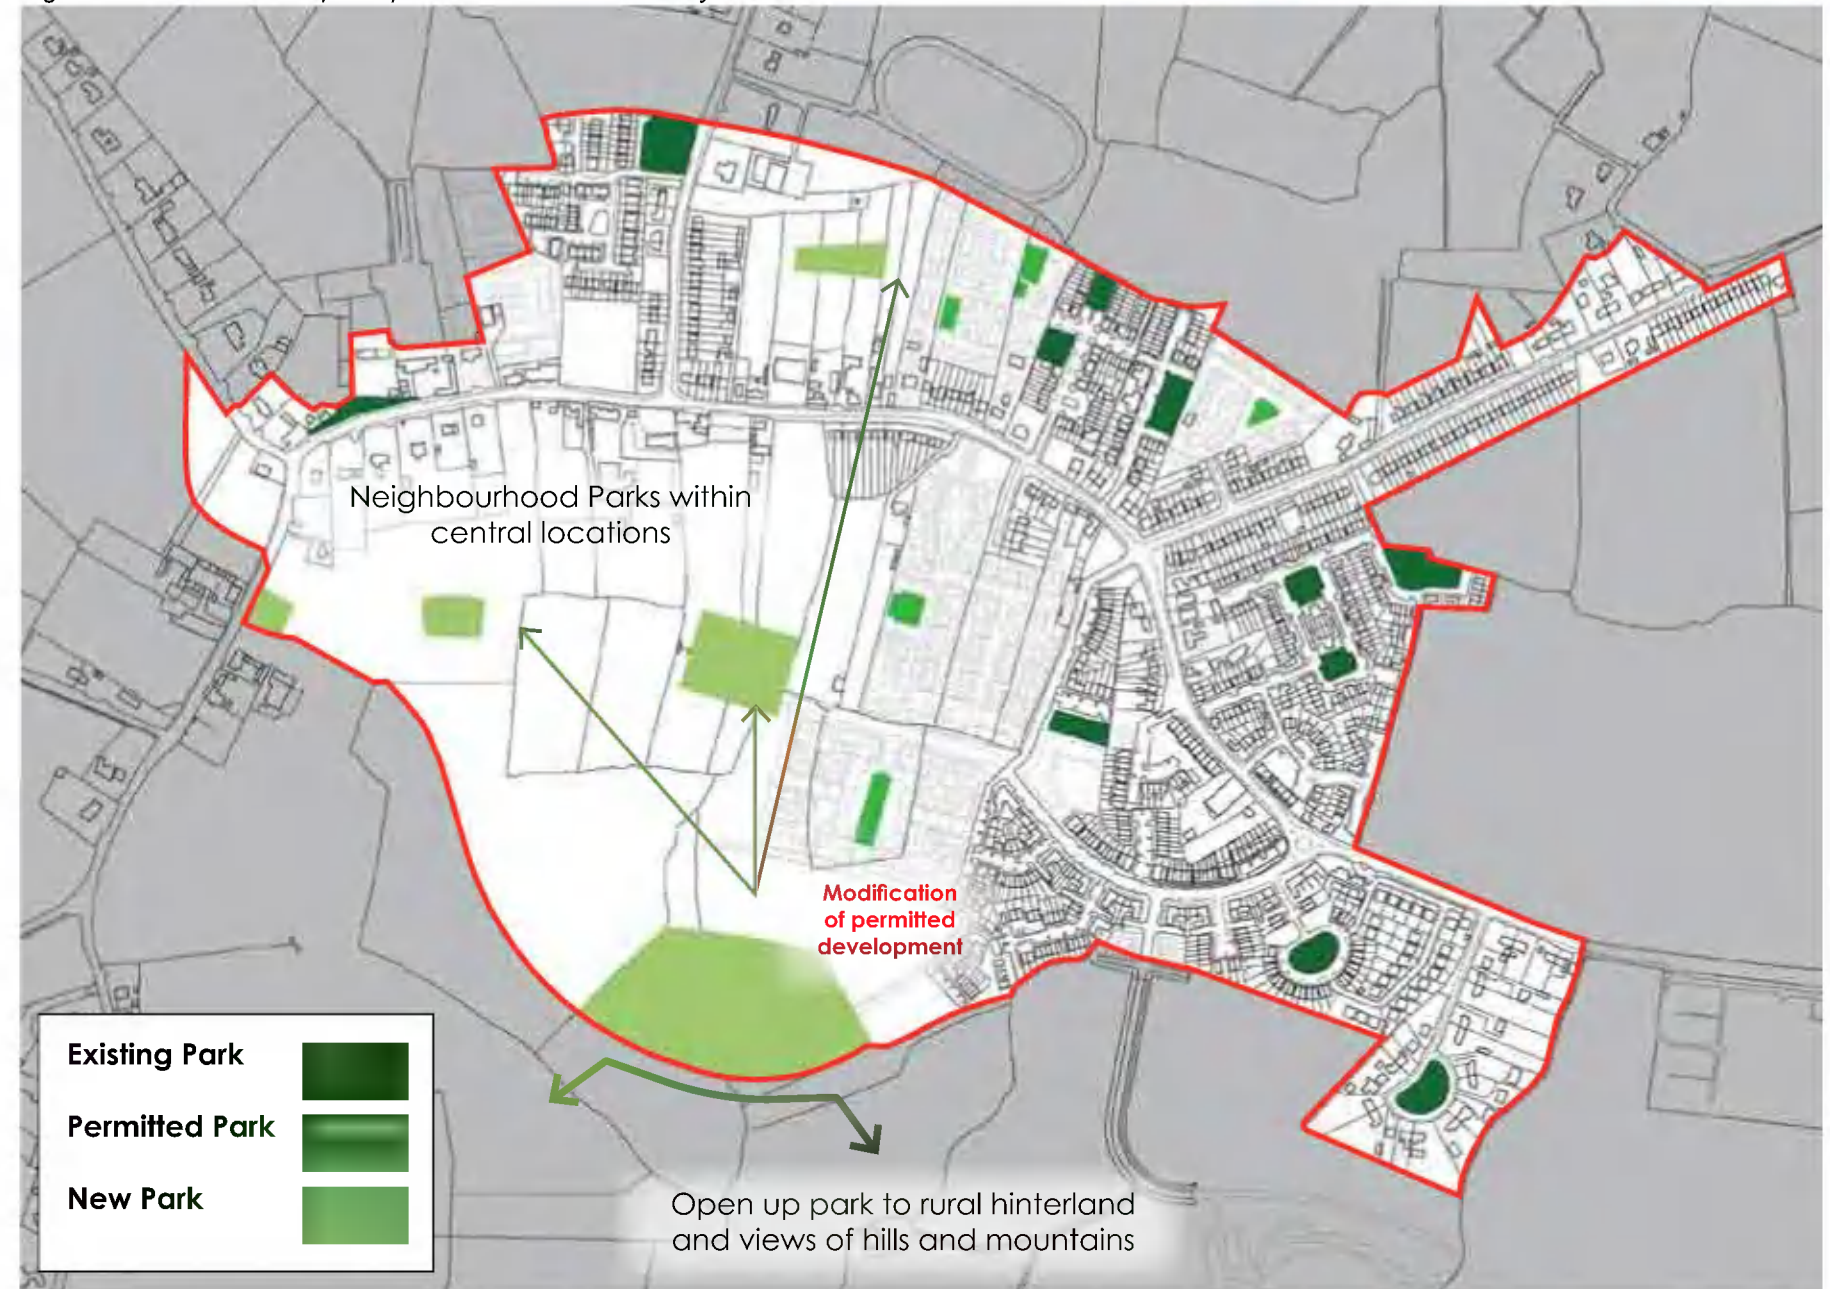 Neighbourhood Parks within
central locations
Modification
of permitted
development
Existing Park
Permitted Park
New Park
Open up park to rural hinterland
and views of hills and mountains